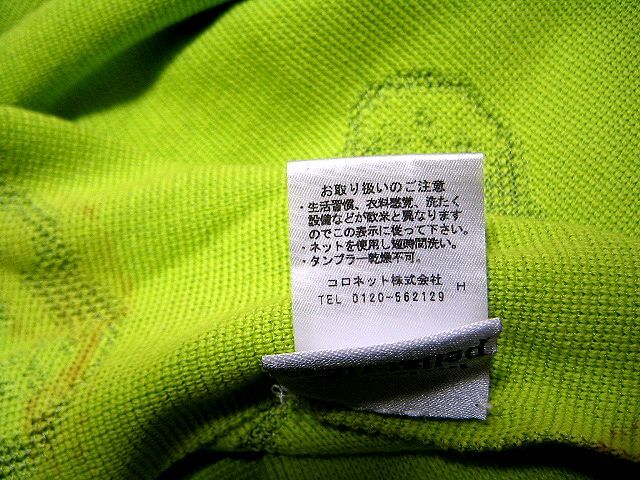 お取り扱いのご注意
・生活習慣、衣料感覚、洗たく
設備などが欧米と異なります
のでこの表示に従って下さい。
・ネットを使用し短時間洗い。
・タンブラー乾燥不可。
コロネット株式会社
TEL 0120-562129 H